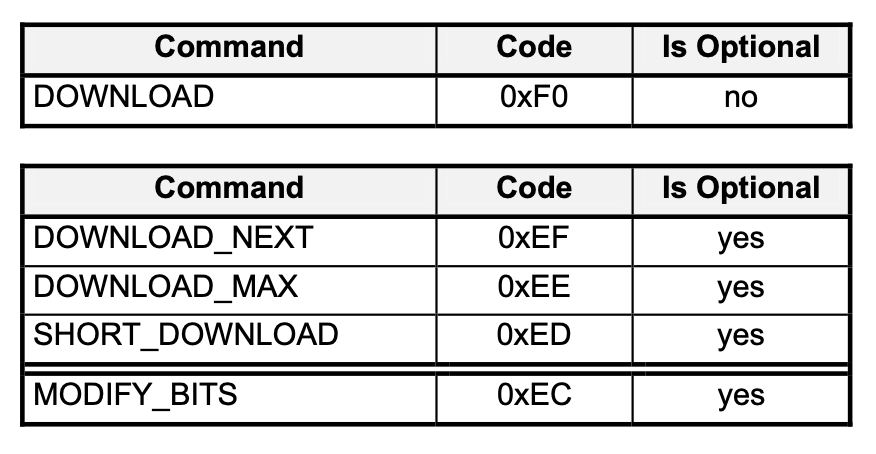 Command Code Is Optional
DOWNLOAD 0xF0 no
Command Code Is Optional
DOWNLOAD_NEXT 0xEF yes
DOWNLOAD_MAX 0xEE yes
SHORT_DOWNLOAD 0xED yes
MODIFY_BITS 0xEC yes